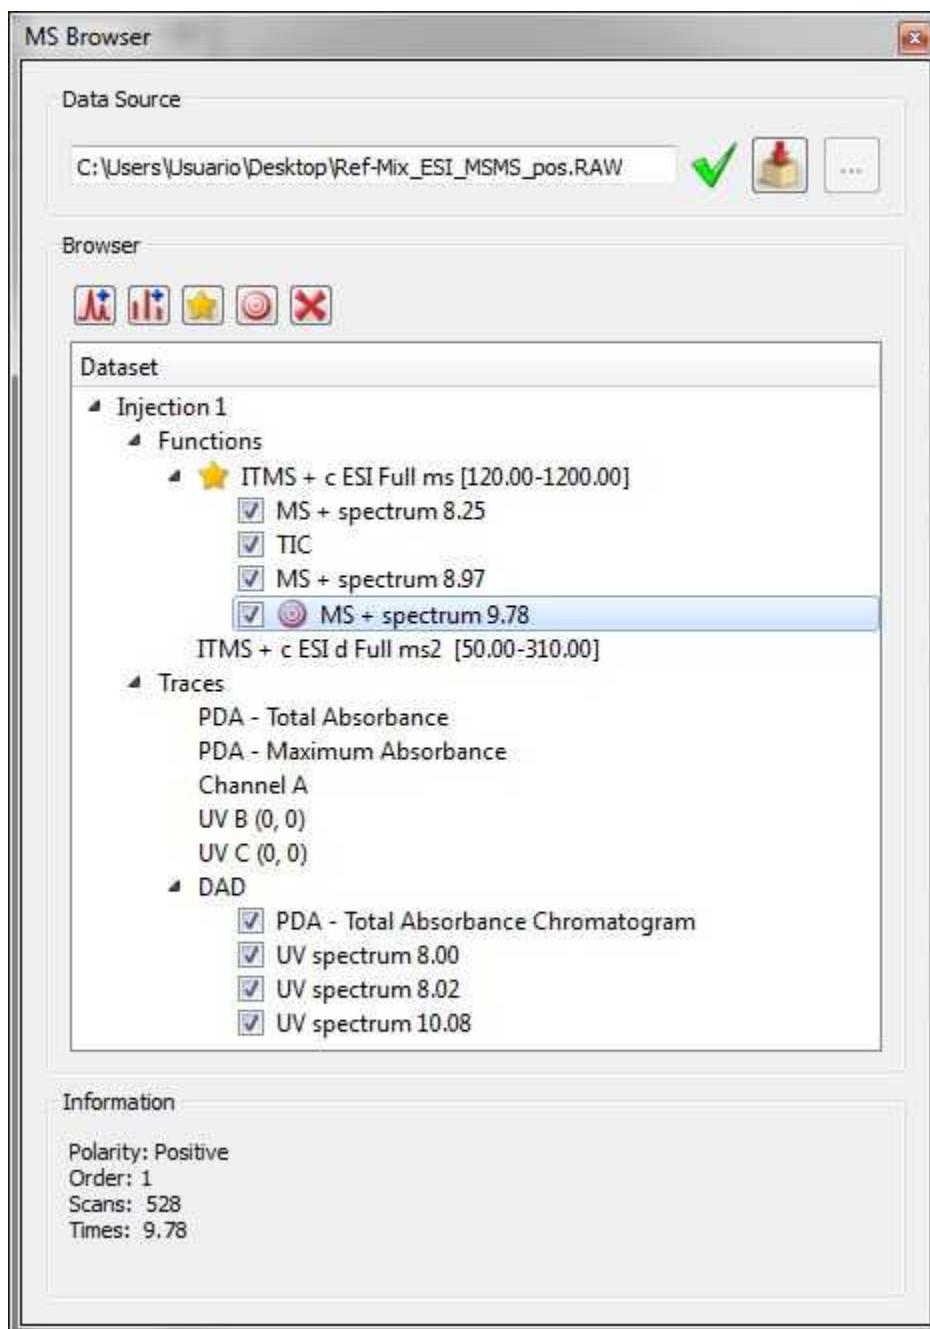 MS Browser
Data Source
C:\Users\Usuario\Desktop\Ref-Mix_ESI_MSMS_pos.RAW
...
Browser
Dataset
Injection 1
Functions
ITMS + c ESI Full ms [120.00-1200.00]
MS + spectrum 8.25
TIC
MS + spectrum 8.97
MS + spectrum 9.78
ITMS + c ESI d Full ms2 [50.00-310.00]
Traces
PDA - Total Absorbance
PDA - Maximum Absorbance
Channel A
UV B (0, 0)
UV C (0, 0)
DAD
PDA - Total Absorbance Chromatogram
UV spectrum 8.00
UV spectrum 8.02
UV spectrum 10.08
Information
Polarity: Positive
Order: 1
Scans: 528
Times: 9.78